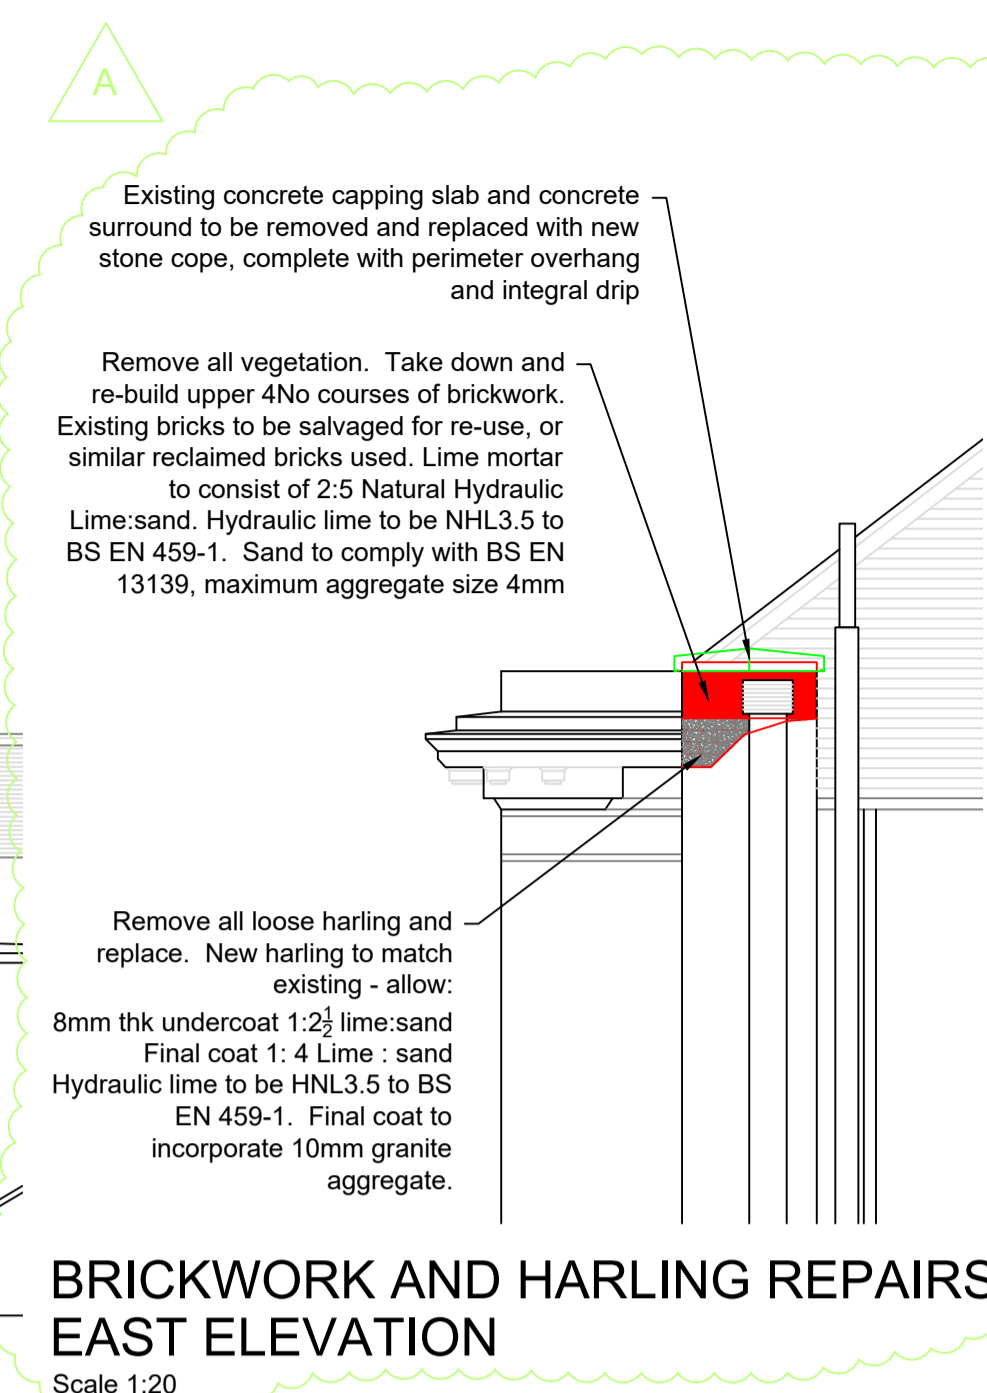 A
Existing concrete capping slab and concrete
surround to be removed and replaced with new
stone cope, complete with perimeter overhang
and integral drip
Remove all vegetation. Take down and
re-build upper 4No courses of brickwork.
Existing bricks to be salvaged for re-use, or
similar reclaimed bricks used. Lime mortar
to consist of 2:5 Natural Hydraulic
Lime:sand. Hydraulic lime to be NHL3.5 to
BS EN 459-1. Sand to comply with BS EN
13139, maximum aggregate size 4mm
Remove all loose harling and
replace. New harling to match
existing - allow:
8mm thk undercoat 1:2½ lime:sand
Final coat 1: 4 Lime : sand
Hydraulic lime to be HNL3.5 to BS
EN 459-1. Final coat to
incorporate 10mm granite
aggregate.
BRICKWORK AND HARLING REPAIRS
EAST ELEVATION
Scale 1:20